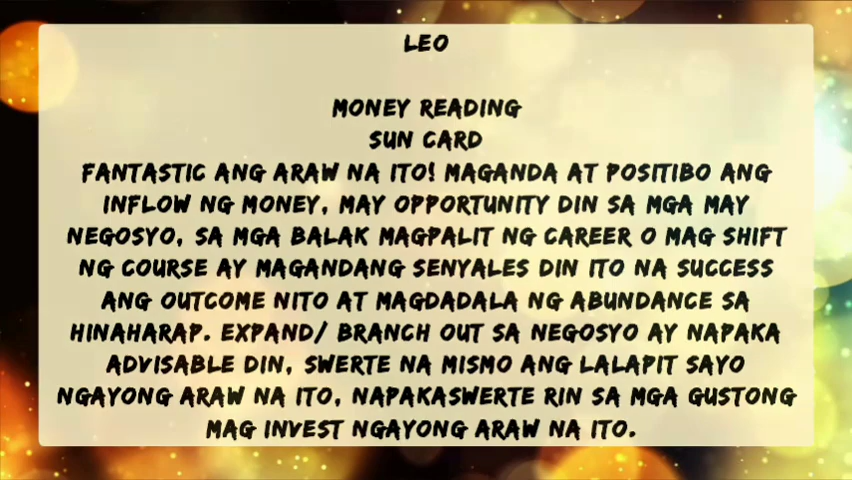 LEO
MONEY READING
SUN CARD
FANTASTIC ANG ARAW NA ITO! MAGANDA AT POSITIBO ANG
INFLOW NG MONEY, MAY OPPORTUNITY DIN SA MGA MAY
NEGOSYO, SA MGA BALAK MAGPALIT NG CAREER O MAG SHIFT
NG COURSE AY MAGANDANG SENYALES DIN ITO NA SUCCESS
ANG OUTCOME NITO AT MAGDADALA NG ABUNDANCE SA
HINAHARAP. EXPAND/ BRANCH OUT SA NEGOSYO AY NAPAKA
ADVISABLE DIN, SWERTE NA MISMO ANG LALAPIT SAYO
NGAYONG ARAW NA ITO, NAPAKASWERTE RIN SA MGA GUSTONG
MAG INVEST NGAYONG ARAW NA ITO.